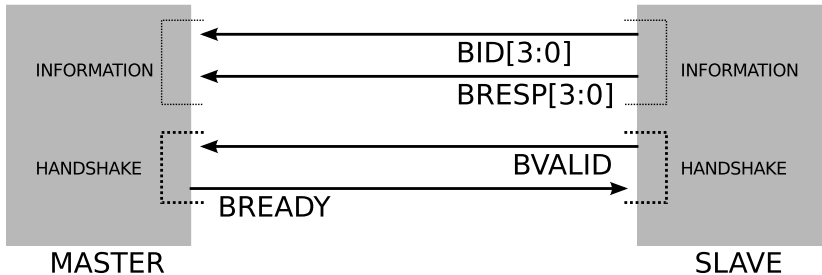 BID[3:0]
INFORMATION
INFORMATION
BRESP[3:0]
BVALID
HANDSHAKE
HANDSHAKE
BREADY
MASTER
SLAVE